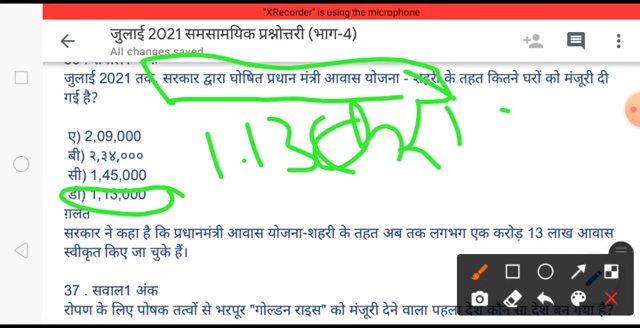 "XRecorder" is using the microphone
जुलाई 2021 समसामयिक प्रश्नोत्तरी (भाग-4)
All changes saved
जुलाई 2021 तक, सरकार द्वारा घोषित प्रधान मंत्री आवास योजना - शहरी के तहत कितने घरों को मंजूरी दी
गई है?
ए) 2,09,000
बी) २,३४,०००
सी) 1,45,000
डी) 1,13,000
1.13 करो
ग़लत
सरकार ने कहा है कि प्रधानमंत्री आवास योजना-शहरी के तहत अब तक लगभग एक करोड़ 13 लाख आवास
स्वीकृत किए जा चुके हैं।
37 . सवाल1 अंक
रोपण के लिए पोषक तत्वों से भरपूर "गोल्डन राइस" को मंजूरी देने वाला पहला देश कौन सा देश बन गया है?